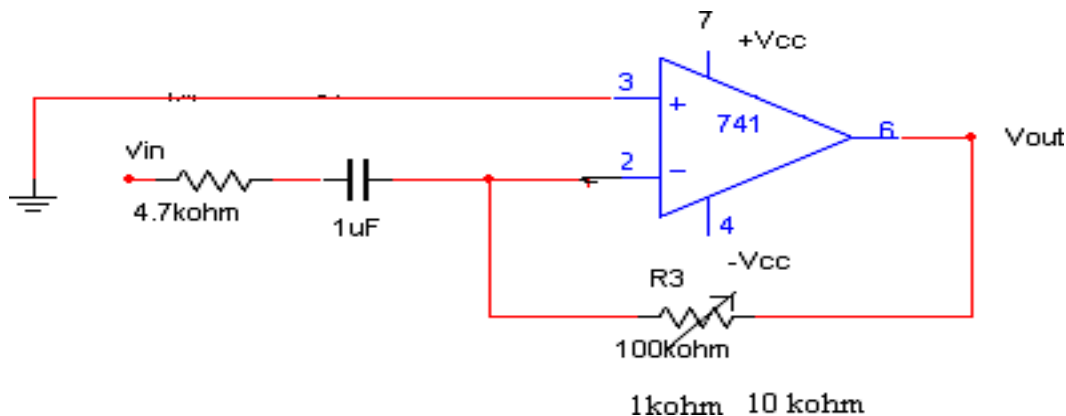 7
+Vcc
3
+
741
6
Vout
Vin
2
−
4.7kohm
1uF
4
-Vcc
R3
100kohm
1kohm 10 kohm